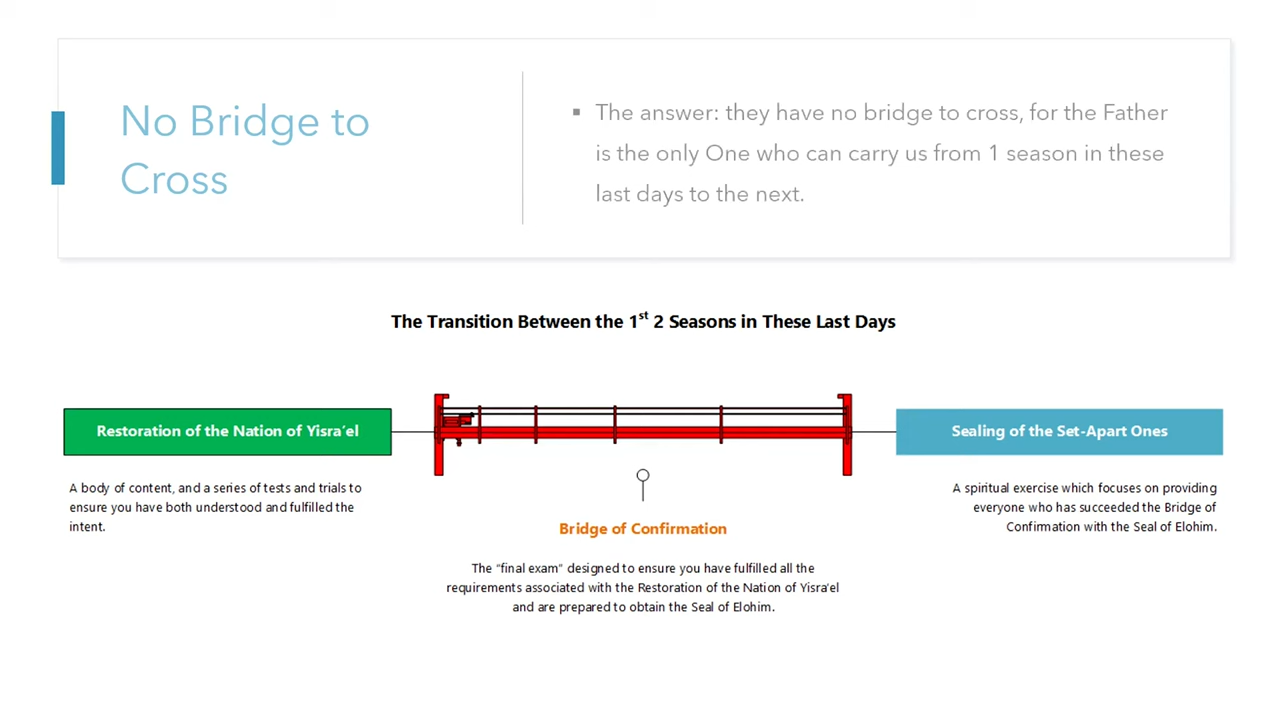 No Bridge to
Cross
▪ The answer: they have no bridge to cross, for the Father
is the only One who can carry us from 1 season in these
last days to the next.
The Transition Between the 1st 2 Seasons in These Last Days
Restoration of the Nation of Yisra'el
A body of content, and a series of tests and trials to
ensure you have both understood and fulfilled the
intent.
Bridge of Confirmation
The “final exam” designed to ensure you have fulfilled all the
requirements associated with the Restoration of the Nation of Yisra'el
and are prepared to obtain the Seal of Elohim.
Sealing of the Set-Apart Ones
A spiritual exercise which focuses on providing
everyone who has succeeded the Bridge of
Confirmation with the Seal of Elohim.